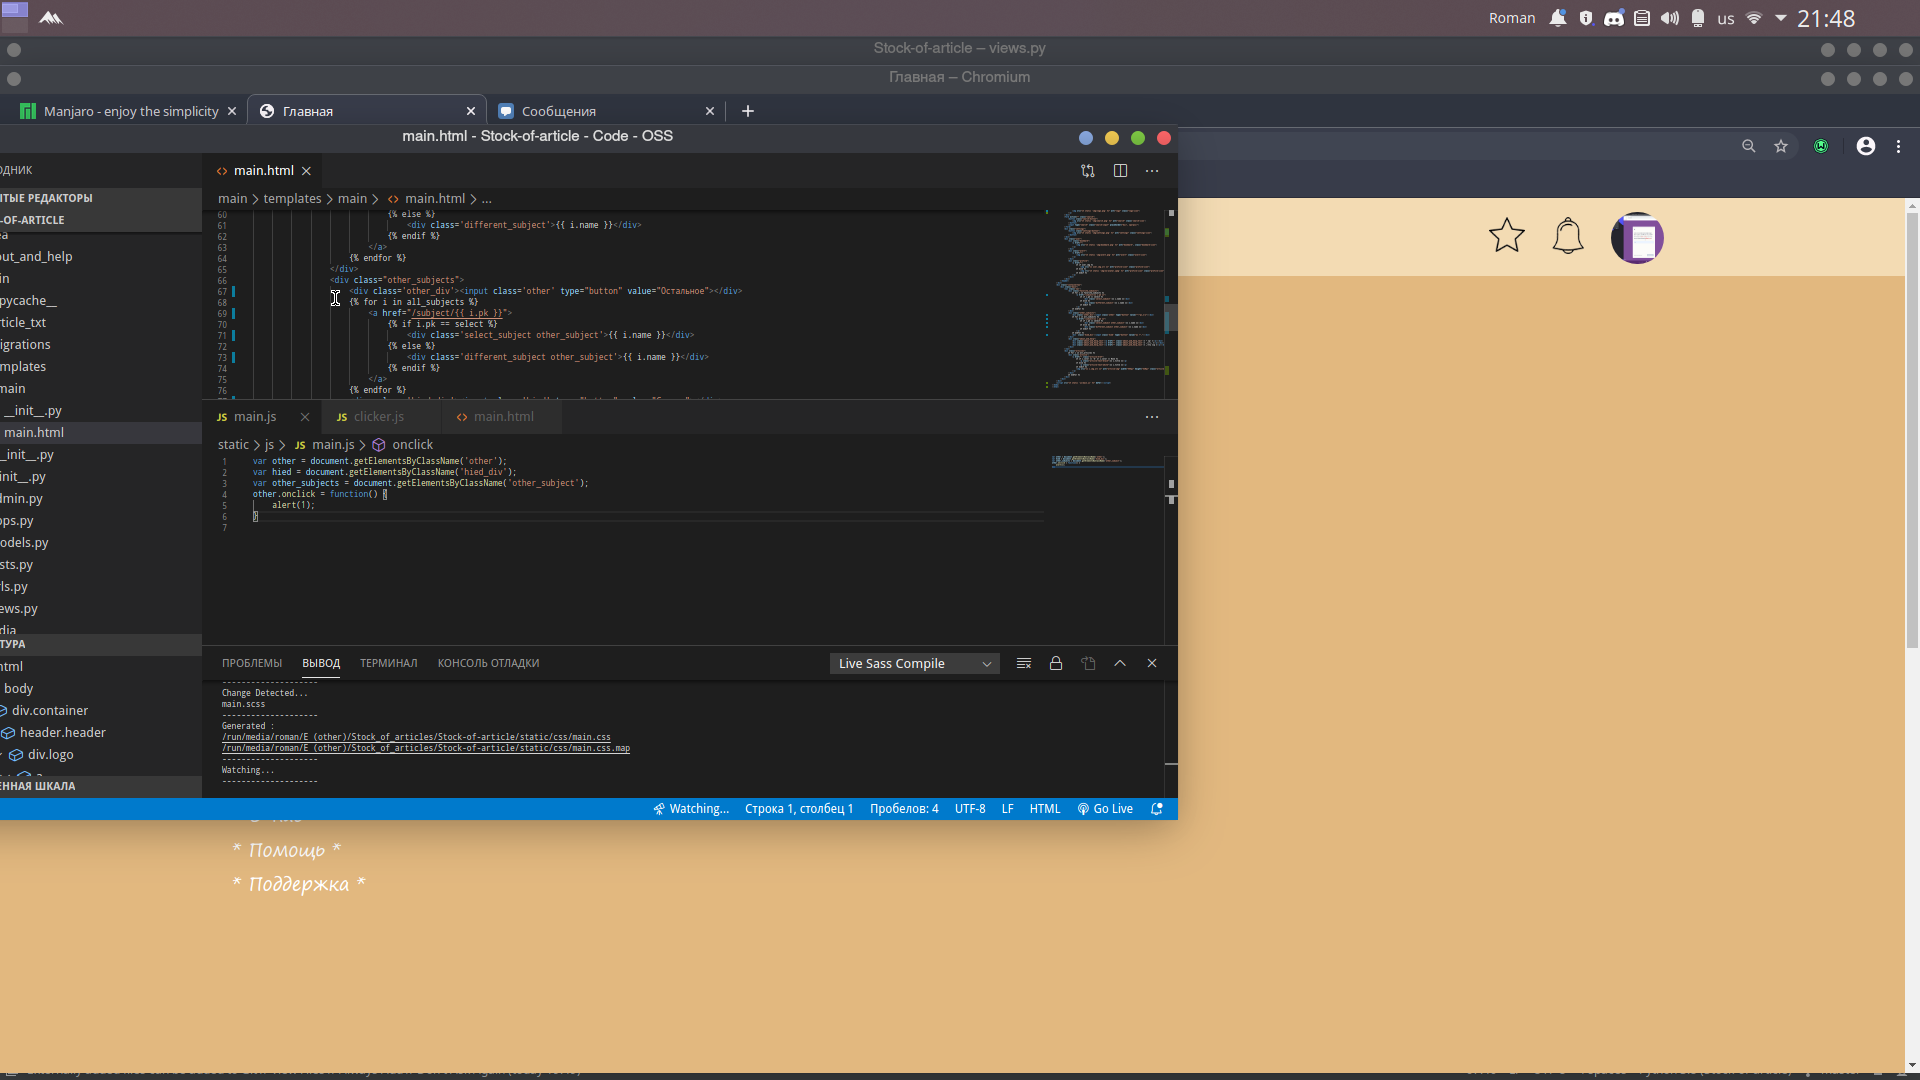 Roman us 21:48
Stock-of-article – views.py
Главная – Chromium
Manjaro - enjoy the simplicity
Главная
Сообщения
main.html - Stock-of-article - Code - OSS
ОДНИК
ТЫЕ РЕДАКТОРЫ
-OF-ARTICLE
out_and_help
in
pycache__
rticle_txt
igrations
mplates
main
__init__.py
main.html
__init__.py
init__.py
dmin.py
pps.py
odels.py
sts.py
rls.py
ews.py
dia
ТУРА
html
body
div.container
header.header
div.logo
ЕННАЯ ШКАЛА
main.html
main > templates > main > main.html > ...
60 {% else %}
61 <div class='different_subject'>{{ i.name }}</div>
62 {% endif %}
63 </a>
64 {% endfor %}
65 </div>
66 <div class="other_subjects">
67 <div class='other_div'><input class='other' type="button" value="Остальное"></div>
68 {% for i in all_subjects %}
69 <a href="/subject/{{ i.pk }}">
70 {% if i.pk == select %}
71 <div class='select_subject other_subject'>{{ i.name }}</div>
72 {% else %}
73 <div class='different_subject other_subject'>{{ i.name }}</div>
74 {% endif %}
75 </a>
76 {% endfor %}
main.js
clicker.js
main.html
static > js > main.js > onclick
1 var other = document.getElementsByClassName('other');
2 var hied = document.getElementsByClassName('hied_div');
3 var other_subjects = document.getElementsByClassName('other_subject');
4 other.onclick = function() {
5 alert(1);
6 }
7
ПРОБЛЕМЫ ВЫВОД ТЕРМИНАЛ КОНСОЛЬ ОТЛАДКИ
Live Sass Compile
--------------------
Change Detected...
main.scss
--------------------
Generated :
/run/media/roman/E (other)/Stock_of_articles/Stock-of-article/static/css/main.css
/run/media/roman/E (other)/Stock_of_articles/Stock-of-article/static/css/main.css.map
--------------------
Watching...
--------------------
Watching... Строка 1, столбец 1 Пробелов: 4 UTF-8 LF HTML Go Live
* Помощь *
* Поддержка *